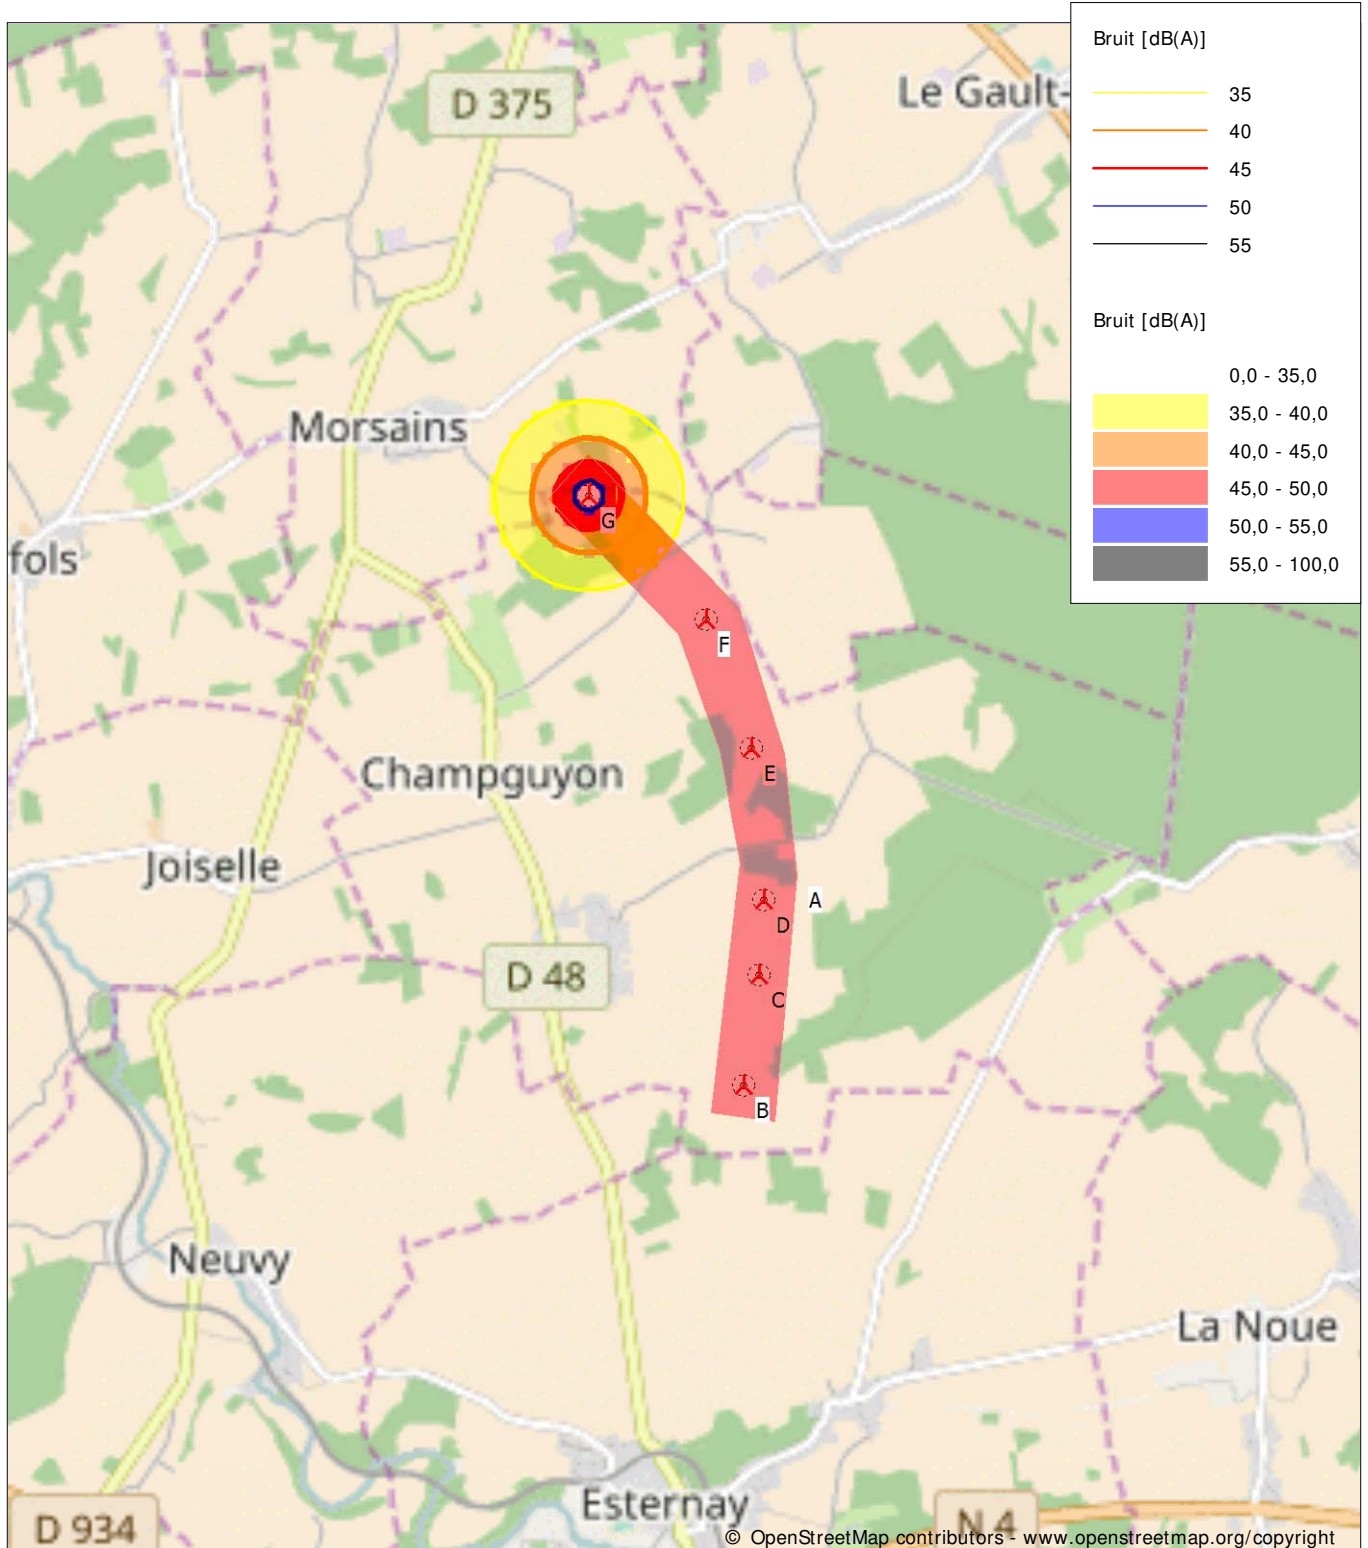 Bruit [dB(A)]
35
40
45
50
55
Bruit [dB(A)]
0,0 - 35,0
35,0 - 40,0
40,0 - 45,0
45,0 - 50,0
50,0 - 55,0
55,0 - 100,0
D 375
Le Gault-
Morsains
G
fols
F
E
Champguyon
Joiselle
A
D
D 48
C
B
Neuvy
La Noue
Esternay
D 934
N 4
© OpenStreetMap contributors - www.openstreetmap.org/copyright